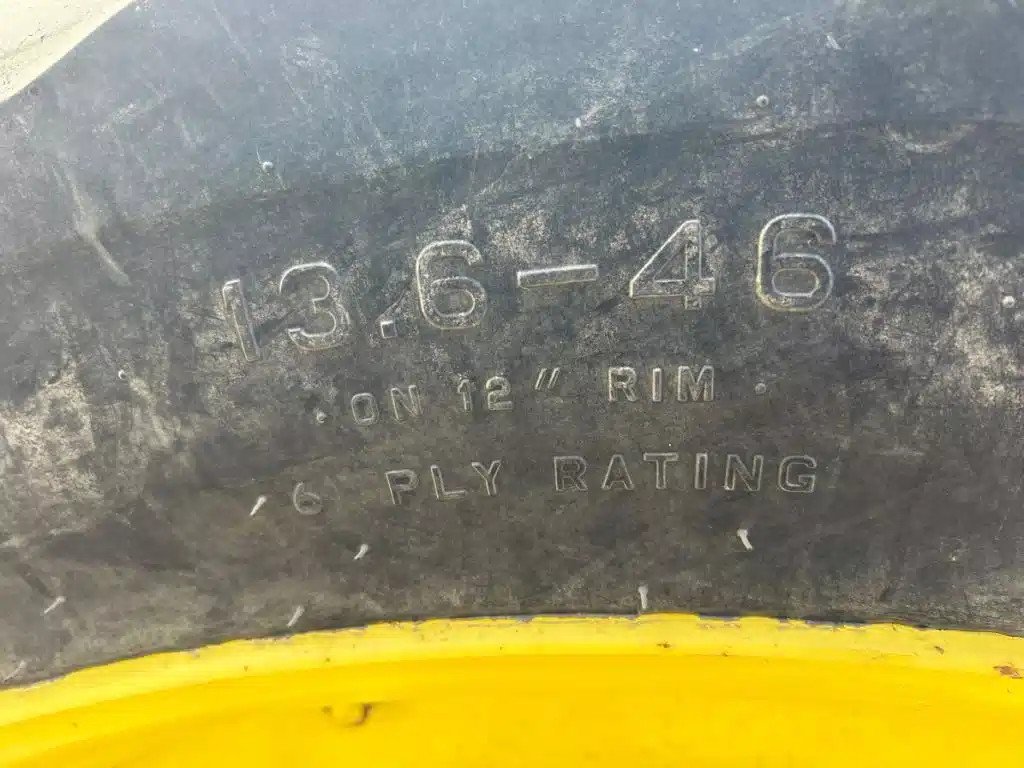 13.6-46
ON 12" RIM
6 PLY RATING